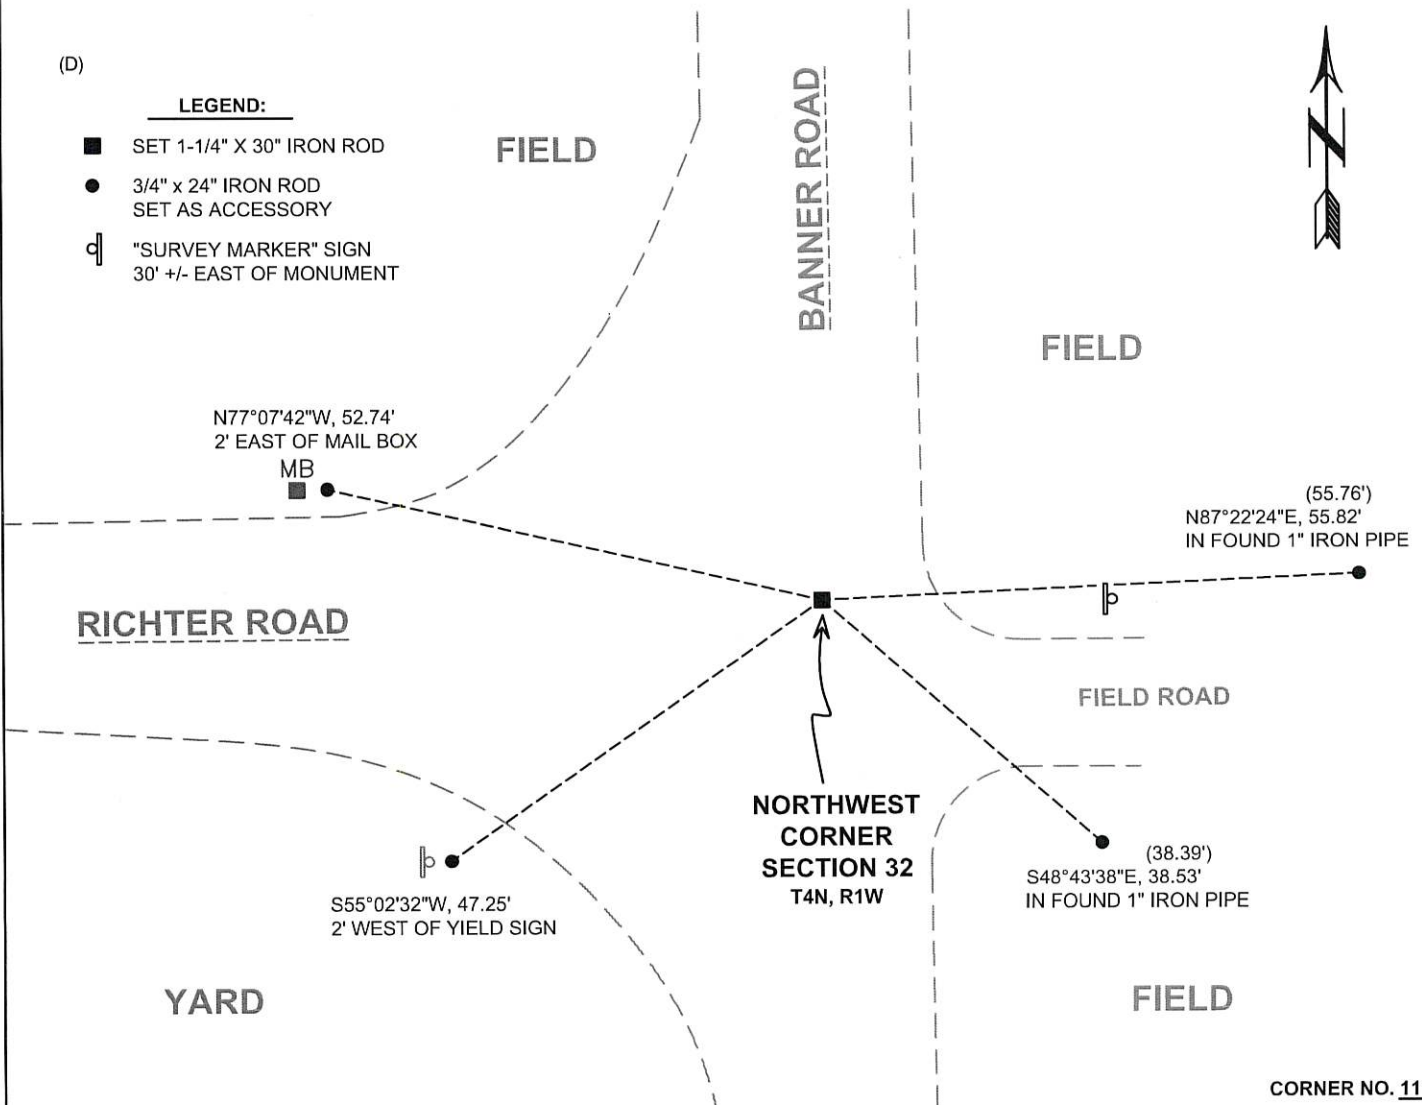 (D)
LEGEND:
SET 1-1/4" X 30" IRON ROD
3/4" x 24" IRON ROD
SET AS ACCESSORY
"SURVEY MARKER" SIGN
30' +/- EAST OF MONUMENT
FIELD
BANNER ROAD
N
FIELD
N77°07'42"W, 52.74'
2' EAST OF MAIL BOX
MB
(55.76')
N87°22'24"E, 55.82'
IN FOUND 1" IRON PIPE
RICHTER ROAD
FIELD ROAD
NORTHWEST
CORNER
SECTION 32
T4N, R1W
(38.39')
S48°43'38"E, 38.53'
IN FOUND 1" IRON PIPE
S55°02'32"W, 47.25'
2' WEST OF YIELD SIGN
YARD
FIELD
CORNER NO. 11